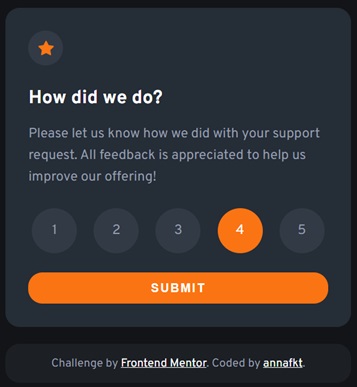 How did we do?
Please let us know how we did with your support
request. All feedback is appreciated to help us
improve our offering!
1 2 3 4 5
SUBMIT
Challenge by Frontend Mentor. Coded by annafkt.